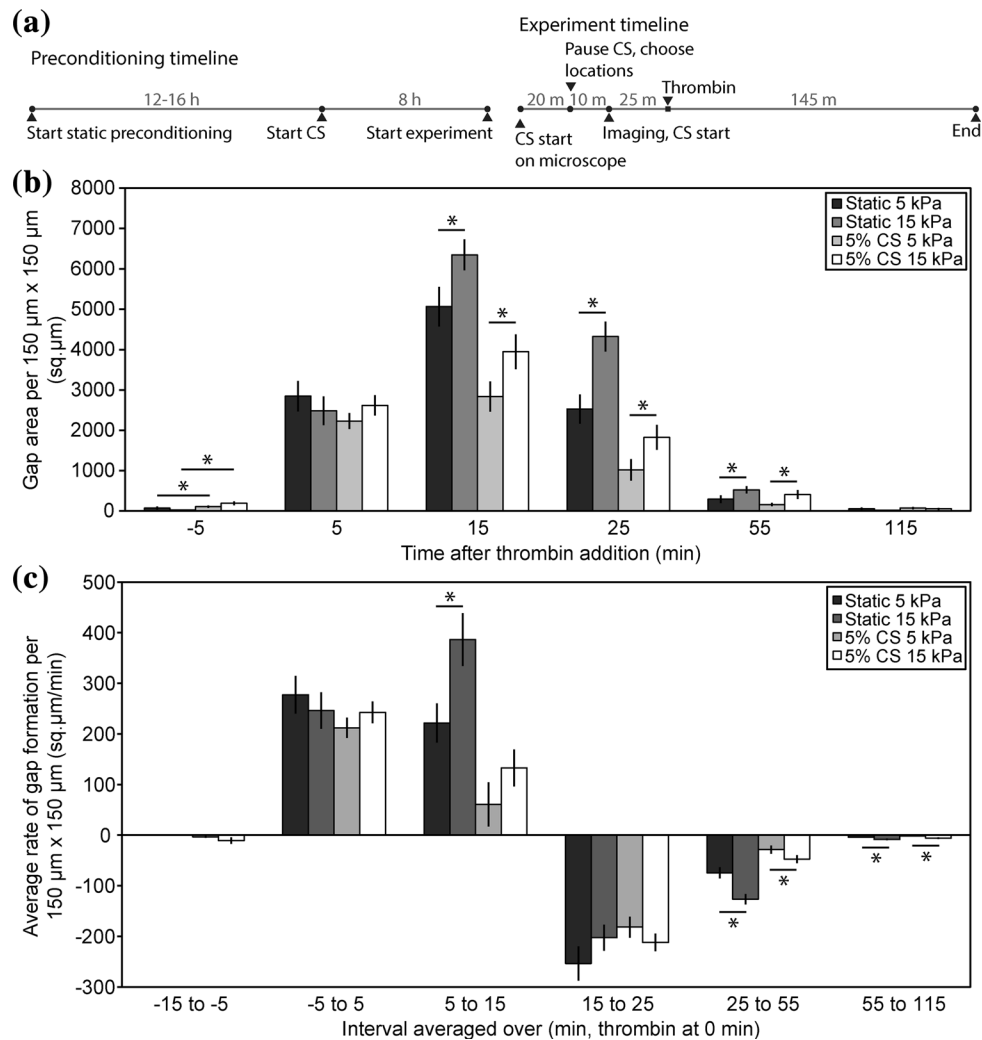 (a)
Preconditioning timeline
12-16 h
8 h
Start static preconditioning
Start CS
Start experiment
Experiment timeline
Pause CS, choose
locations
Thrombin
20 m
10 m
25 m
145 m
CS start
on microscope
Imaging, CS start
End
(b)
Gap area per 150 µm x 150 µm
(sq.µm)
8000
7000
6000
5000
4000
3000
2000
1000
0
Static 5 kPa
Static 15 kPa
5% CS 5 kPa
5% CS 15 kPa
*
*
*
*
*
*
*
*
-5
5
15
25
55
115
Time after thrombin addition (min)
(c)
Average rate of gap formation per
150 µm x 150 µm (sq.µm/min)
500
400
300
200
100
0
-100
-200
-300
Static 5 kPa
Static 15 kPa
5% CS 5 kPa
5% CS 15 kPa
*
*
*
*
*
-15 to -5
-5 to 5
5 to 15
15 to 25
25 to 55
55 to 115
Interval averaged over (min, thrombin at 0 min)